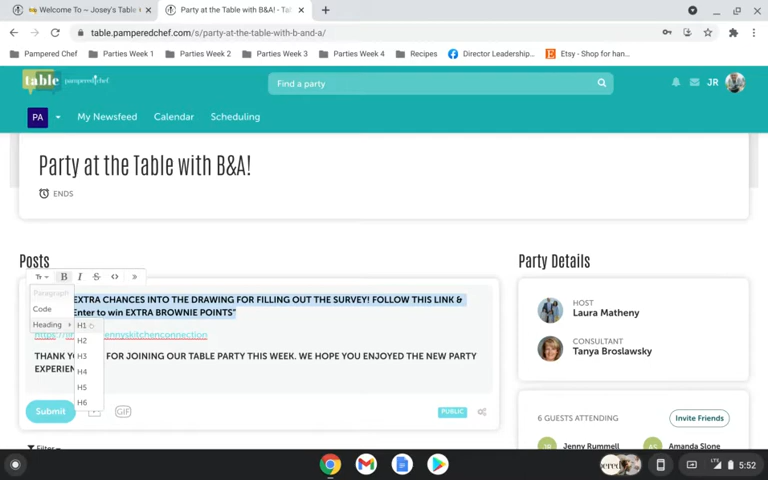 Welcome To ~ Josey's Table
Party at the Table with B&A! - Ta
table.pamperedchef.com/s/party-at-the-table-with-b-and-a/
Pampered Chef
Parties Week 1
Parties Week 2
Parties Week 3
Parties Week 4
Recipes
Director Leadership...
Etsy - Shop for han...
table
pampered chef
Find a party
JR
PA
My Newsfeed
Calendar
Scheduling
Party at the Table with B&A!
ENDS
Posts
Party Details
Tr
B
I
S
Paragraph
Code
Heading
H1
H2
H3
H4
H5
H6
EXTRA CHANCES INTO THE DRAWING FOR FILLING OUT THE SURVEY! FOLLOW THIS LINK &
Enter to win EXTRA BROWNIE POINTS"
ennyskitchenconnection
THANK Y
FOR JOINING OUR TABLE PARTY THIS WEEK. WE HOPE YOU ENJOYED THE NEW PARTY
EXPERIEN
Submit
GIF
PUBLIC
HOST
Laura Matheny
CONSULTANT
Tanya Broslawsky
6 GUESTS ATTENDING
Invite Friends
Jenny Rummell
Amanda Slone
Filter
LTE
5:52